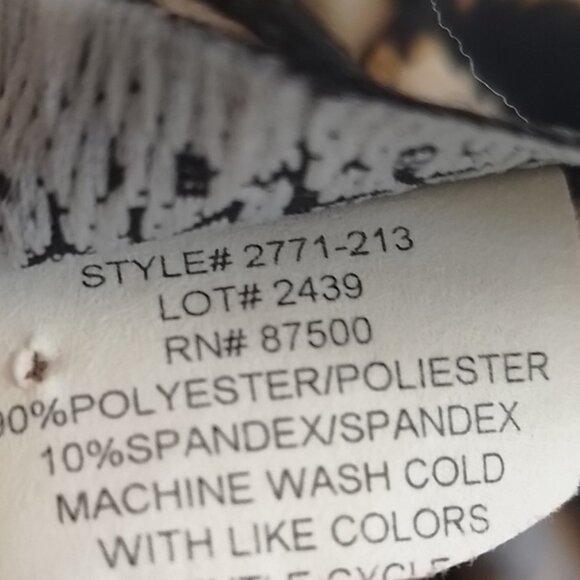 STYLE# 2771-213
LOT# 2439
RN# 87500
90%POLYESTER/POLIESTER
10%SPANDEX/SPANDEX
MACHINE WASH COLD
WITH LIKE COLORS
CYCLE